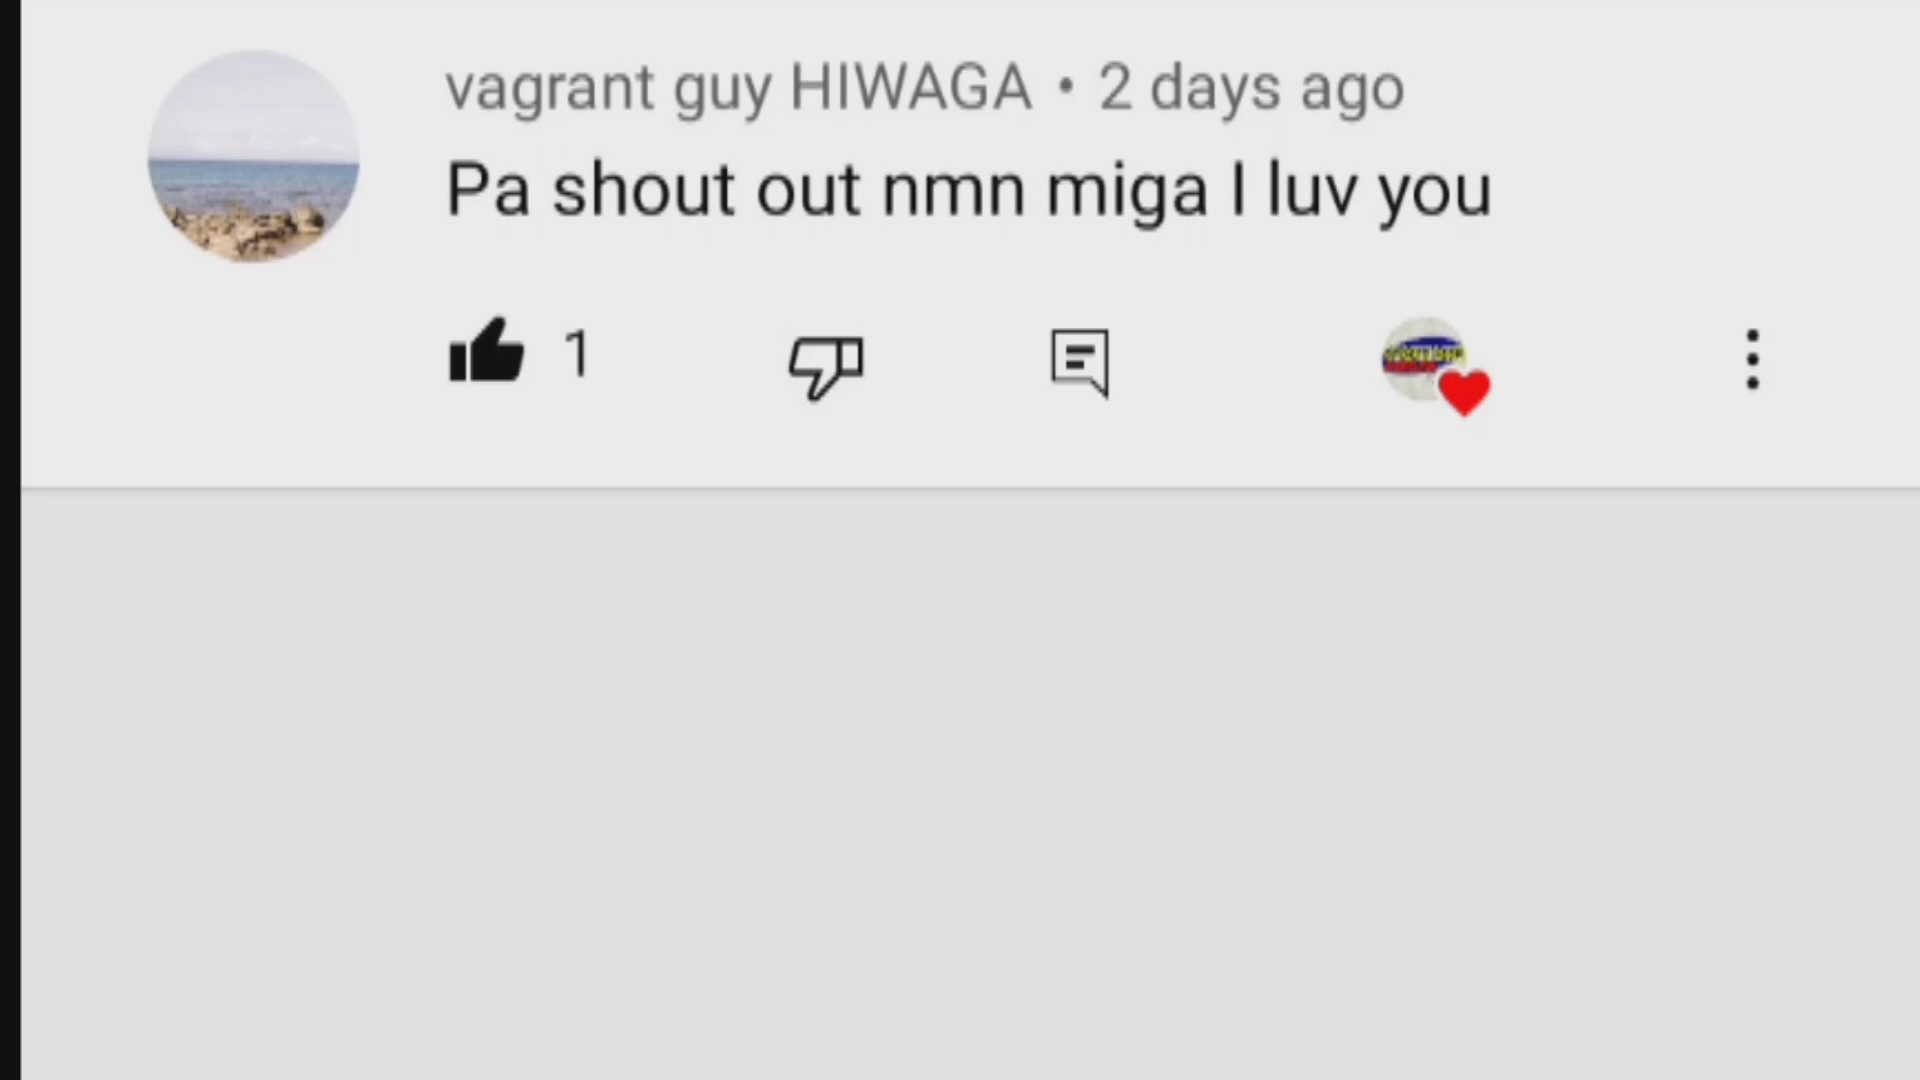 vagrant guy HIWAGA • 2 days ago
Pa shout out nmn miga I luv you
1